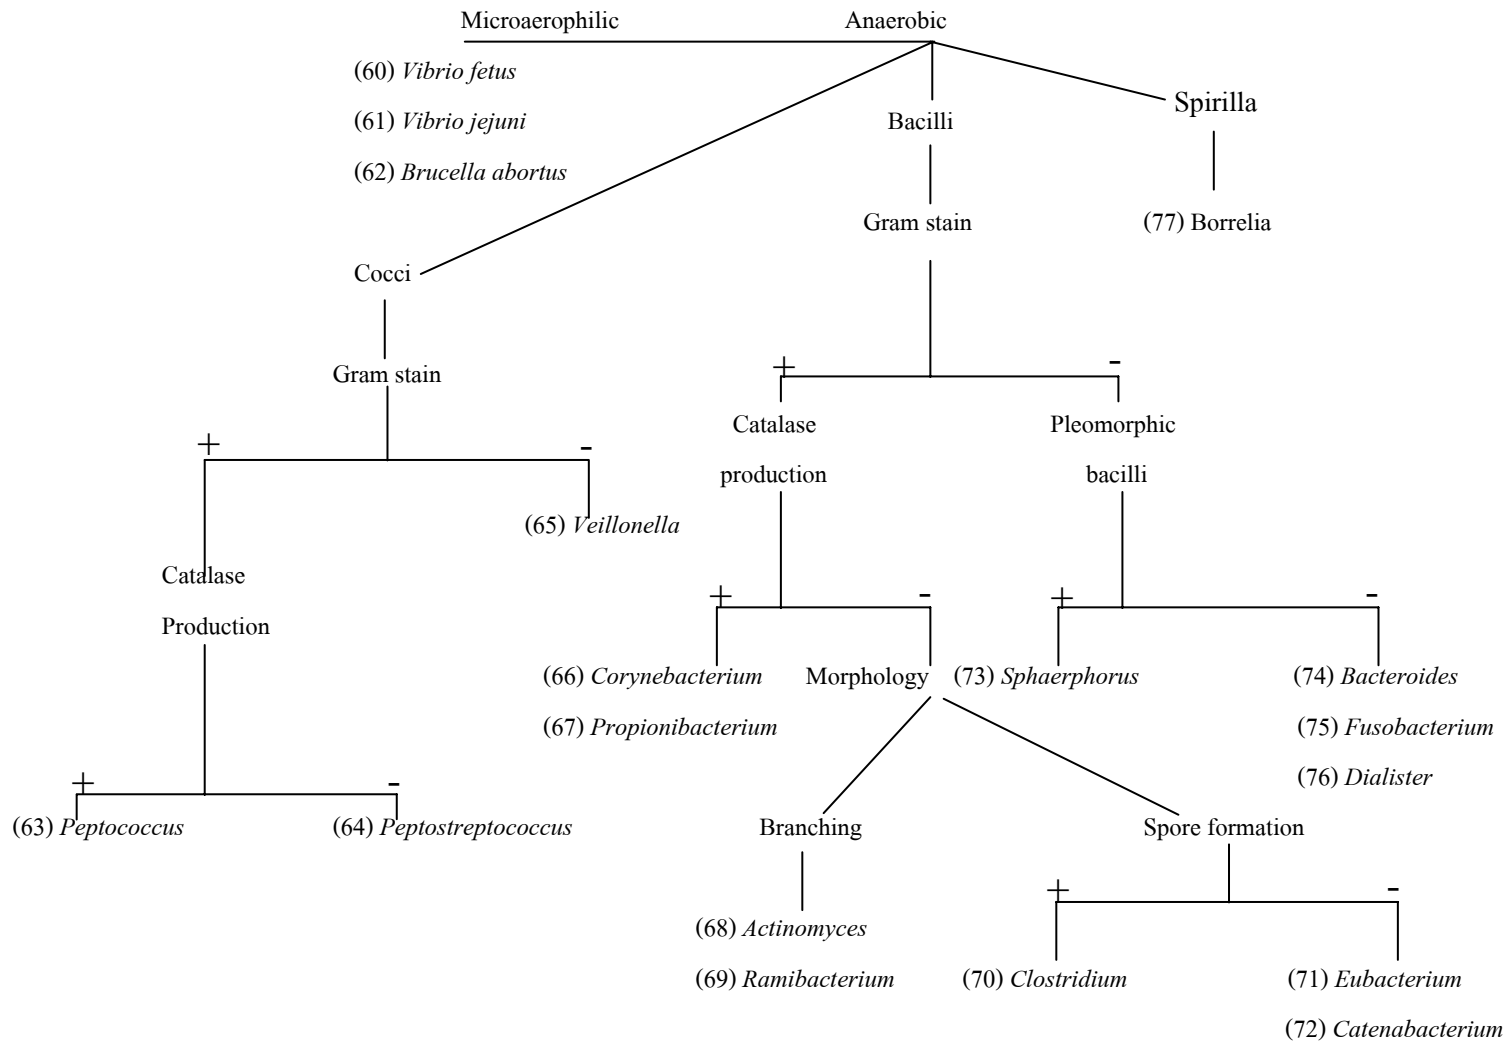 Microaerophilic Anaerobic
(60) Vibrio fetus
(61) Vibrio jejuni
(62) Brucella abortus
Bacilli
Spirilla
Gram stain
(77) Borrelia
Cocci
Gram stain
+ -
Catalase
production
Pleomorphic
bacilli
+ -
(65) Veillonella
Catalase
Production
+ -
(66) Corynebacterium
(67) Propionibacterium
Morphology
+ -
(73) Sphaerphorus
(74) Bacteroides
(75) Fusobacterium
(76) Dialister
+ -
(63) Peptococcus
(64) Peptostreptococcus
Branching
Spore formation
(68) Actinomyces
(69) Ramibacterium
+ -
(70) Clostridium
(71) Eubacterium
(72) Catenabacterium